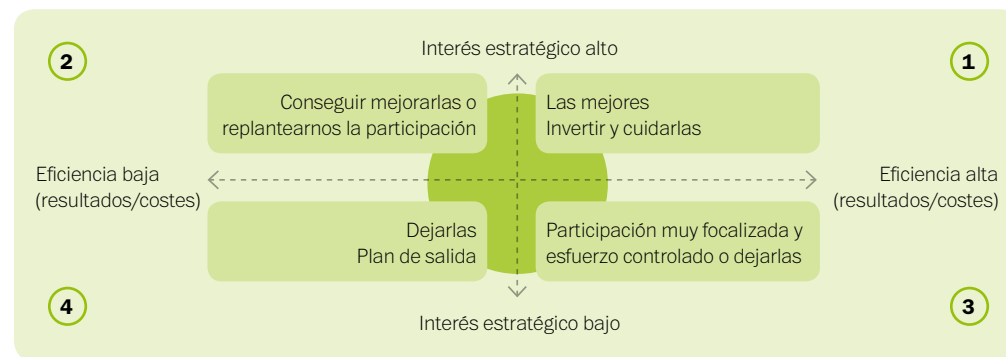 2
Interés estratégico alto
1
Conseguir mejorarlas o
replantearnos la participación
Las mejores
Invertir y cuidarlas
Eficiencia baja
(resultados/costes)
Eficiencia alta
(resultados/costes)
Dejarlas
Plan de salida
Participación muy focalizada y
esfuerzo controlado o dejarlas
4
Interés estratégico bajo
3